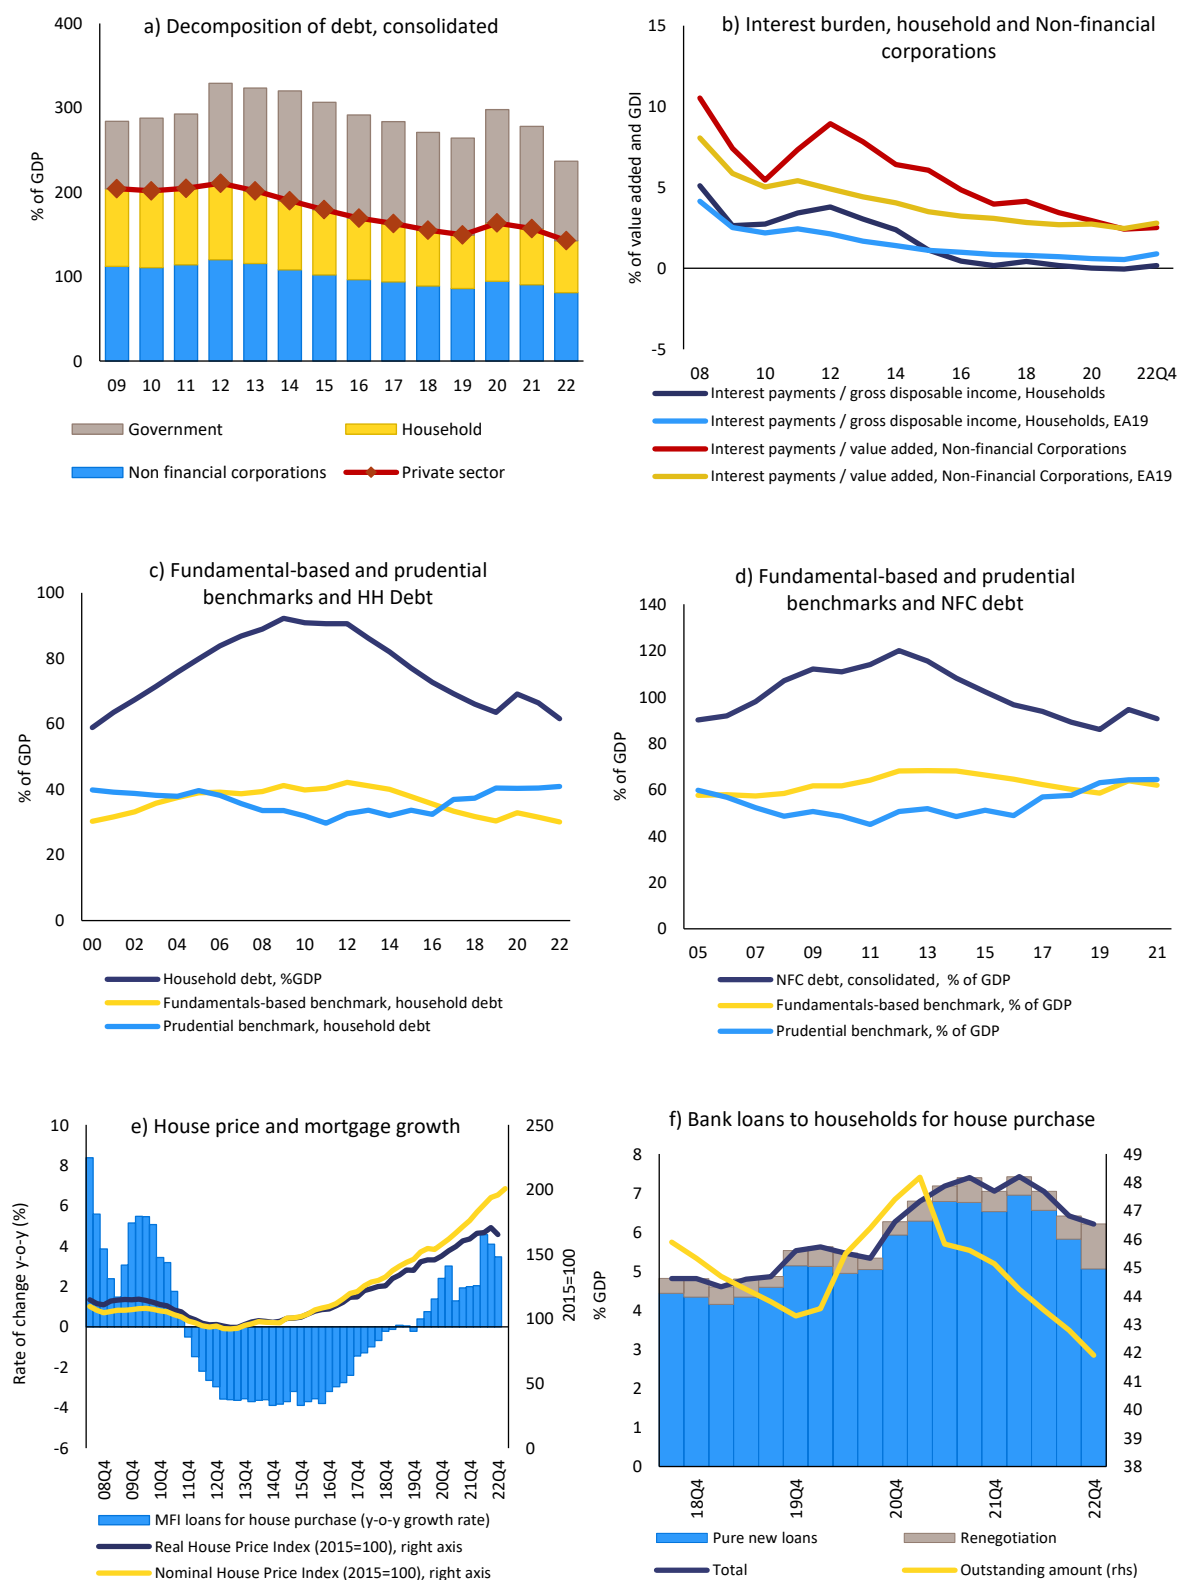 a) Decomposition of debt, consolidated
% of GDP
400
300
200
100
0
09 10 11 12 13 14 15 16 17 18 19 20 21 22
Government
Household
Non financial corporations
Private sector
b) Interest burden, household and Non-financial
corporations
% of value added and GDI
15
10
5
0
-5
08 10 12 14 16 18 20 22Q4
Interest payments / gross disposable income, Households
Interest payments / gross disposable income, Households, EA19
Interest payments / value added, Non-financial Corporations
Interest payments / value added, Non-Financial Corporations, EA19
c) Fundamental-based and prudential
benchmarks and HH Debt
% of GDP
100
80
60
40
20
0
00 02 04 06 08 10 12 14 16 18 20 22
Household debt, %GDP
Fundamentals-based benchmark, household debt
Prudential benchmark, household debt
d) Fundamental-based and prudential
benchmarks and NFC debt
% of GDP
140
120
100
80
60
40
20
0
05 07 09 11 13 15 17 19 21
NFC debt, consolidated, % of GDP
Fundamentals-based benchmark, % of GDP
Prudential benchmark, % of GDP
e) House price and mortgage growth
Rate of change y-o-y (%)
10
8
6
4
2
0
-2
-4
-6
250
200
150
100
50
0
2015=100
08Q4 09Q4 10Q4 11Q4 12Q4 13Q4 14Q4 15Q4 16Q4 17Q4 18Q4 19Q4 20Q4 21Q4 22Q4
MFI loans for house purchase (y-o-y growth rate)
Real House Price Index (2015=100), right axis
Nominal House Price Index (2015=100), right axis
f) Bank loans to households for house purchase
% GDP
8
7
6
5
4
3
2
1
0
49
48
47
46
45
44
43
42
41
40
39
38
18Q4 19Q4 20Q4 21Q4 22Q4
Pure new loans
Renegotiation
Total
Outstanding amount (rhs)